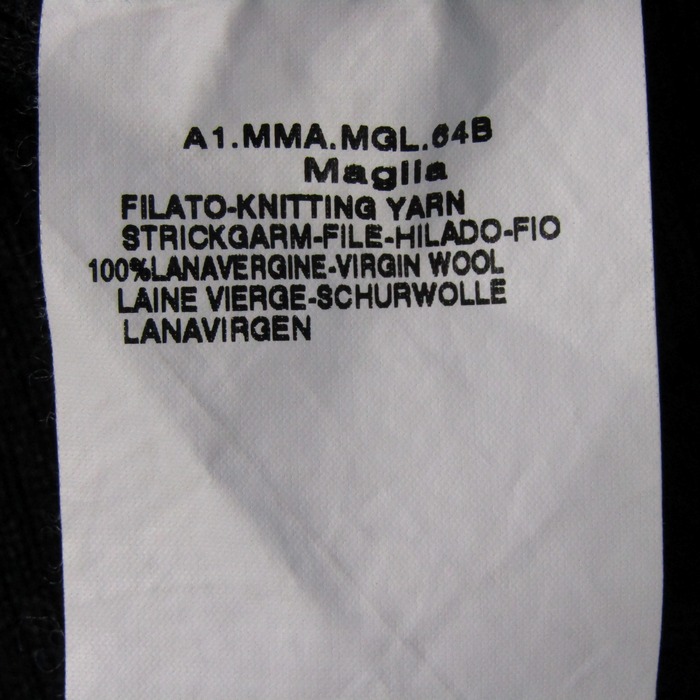 A1.MMA.MGL.64B
Maglia
FILATO-KNITTING YARN
STRICKGARM-FILE-HILADO-FIO
100%LANAVERGINE-VIRGIN WOOL
LAINE VIERGE-SCHURWOLLE
LANAVIRGEN